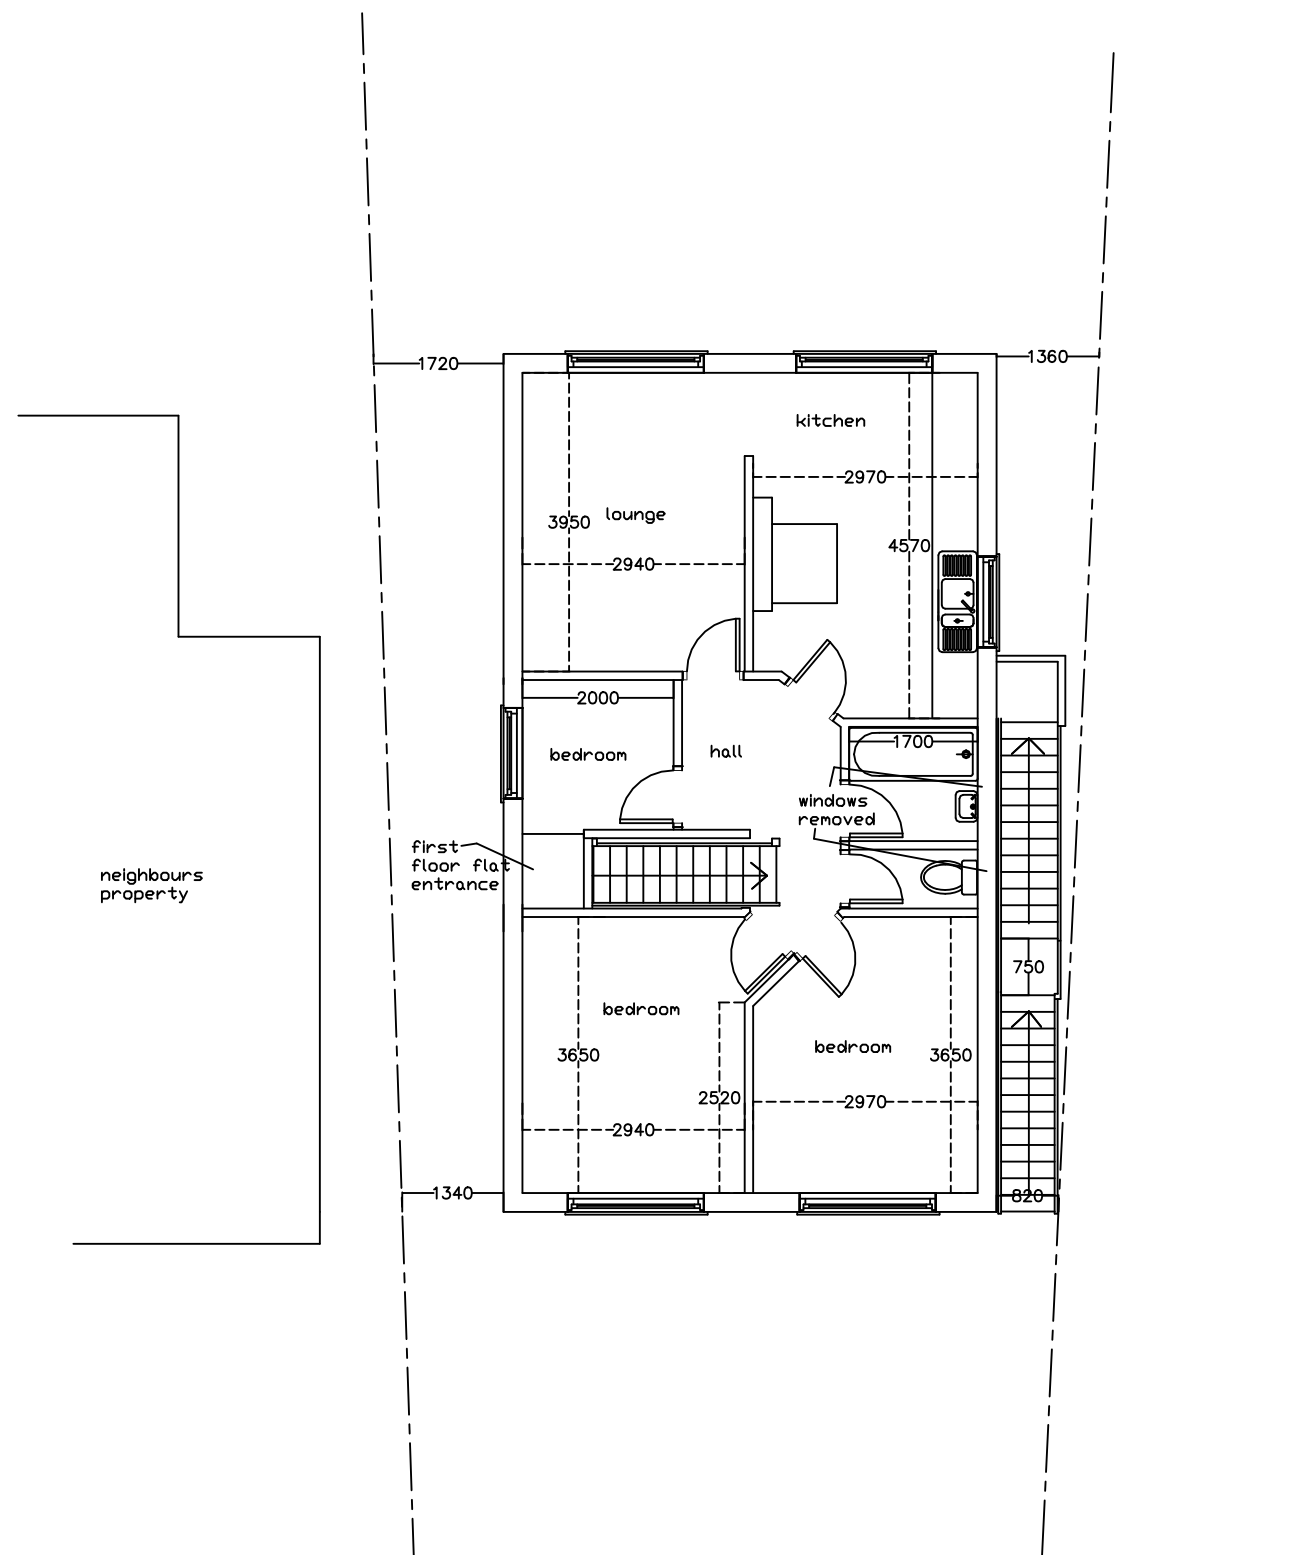 1360
1720
kitchen
2970
3950
lounge
4570
2940
2000
1700
bedroom
hall
windows
removed
first
floor flat
entrance
neighbours
property
750
bedroom
bedroom
3650
3650
2520
2970
2940
1340
820